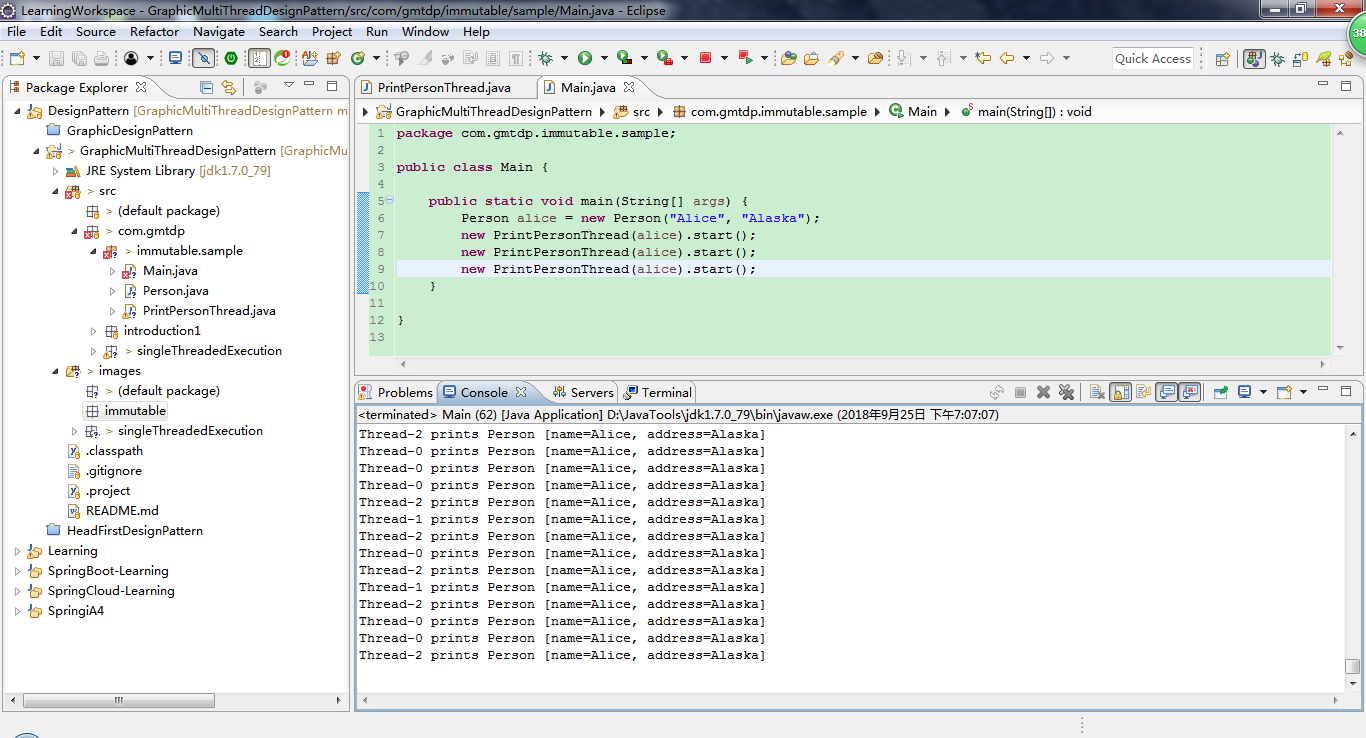 LearningWorkspace - GraphicMultiThreadDesignPattern/src/com/gmtdp/immutable/sample/Main.java - Eclipse
File Edit Source Refactor Navigate Search Project Run Window Help
Quick Access
38
Package Explorer
DesignPattern [GraphicMultiThreadDesignPattern m
GraphicDesignPattern
> GraphicMultiThreadDesignPattern [GraphicMu
JRE System Library [jdk1.7.0_79]
> src
> (default package)
> com.gmtdp
> immutable.sample
Main.java
Person.java
PrintPersonThread.java
introduction1
> singleThreadedExecution
> images
> (default package)
immutable
> singleThreadedExecution
.classpath
.gitignore
.project
README.md
HeadFirstDesignPattern
Learning
SpringBoot-Learning
SpringCloud-Learning
SpringiA4
PrintPersonThread.java Main.java
GraphicMultiThreadDesignPattern src com.gmtdp.immutable.sample Main main(String[]) : void
1 package com.gmtdp.immutable.sample;
2
3 public class Main {
4
5 public static void main(String[] args) {
6 Person alice = new Person("Alice", "Alaska");
7 new PrintPersonThread(alice).start();
8 new PrintPersonThread(alice).start();
9 new PrintPersonThread(alice).start();
10 }
11
12 }
13
Problems Console Servers Terminal
<terminated> Main (62) [Java Application] D:\JavaTools\jdk1.7.0_79\bin\javaw.exe (2018年9月25日 下午7:07:07)
Thread-2 prints Person [name=Alice, address=Alaska]
Thread-0 prints Person [name=Alice, address=Alaska]
Thread-0 prints Person [name=Alice, address=Alaska]
Thread-0 prints Person [name=Alice, address=Alaska]
Thread-2 prints Person [name=Alice, address=Alaska]
Thread-1 prints Person [name=Alice, address=Alaska]
Thread-2 prints Person [name=Alice, address=Alaska]
Thread-0 prints Person [name=Alice, address=Alaska]
Thread-2 prints Person [name=Alice, address=Alaska]
Thread-1 prints Person [name=Alice, address=Alaska]
Thread-2 prints Person [name=Alice, address=Alaska]
Thread-0 prints Person [name=Alice, address=Alaska]
Thread-0 prints Person [name=Alice, address=Alaska]
Thread-2 prints Person [name=Alice, address=Alaska]